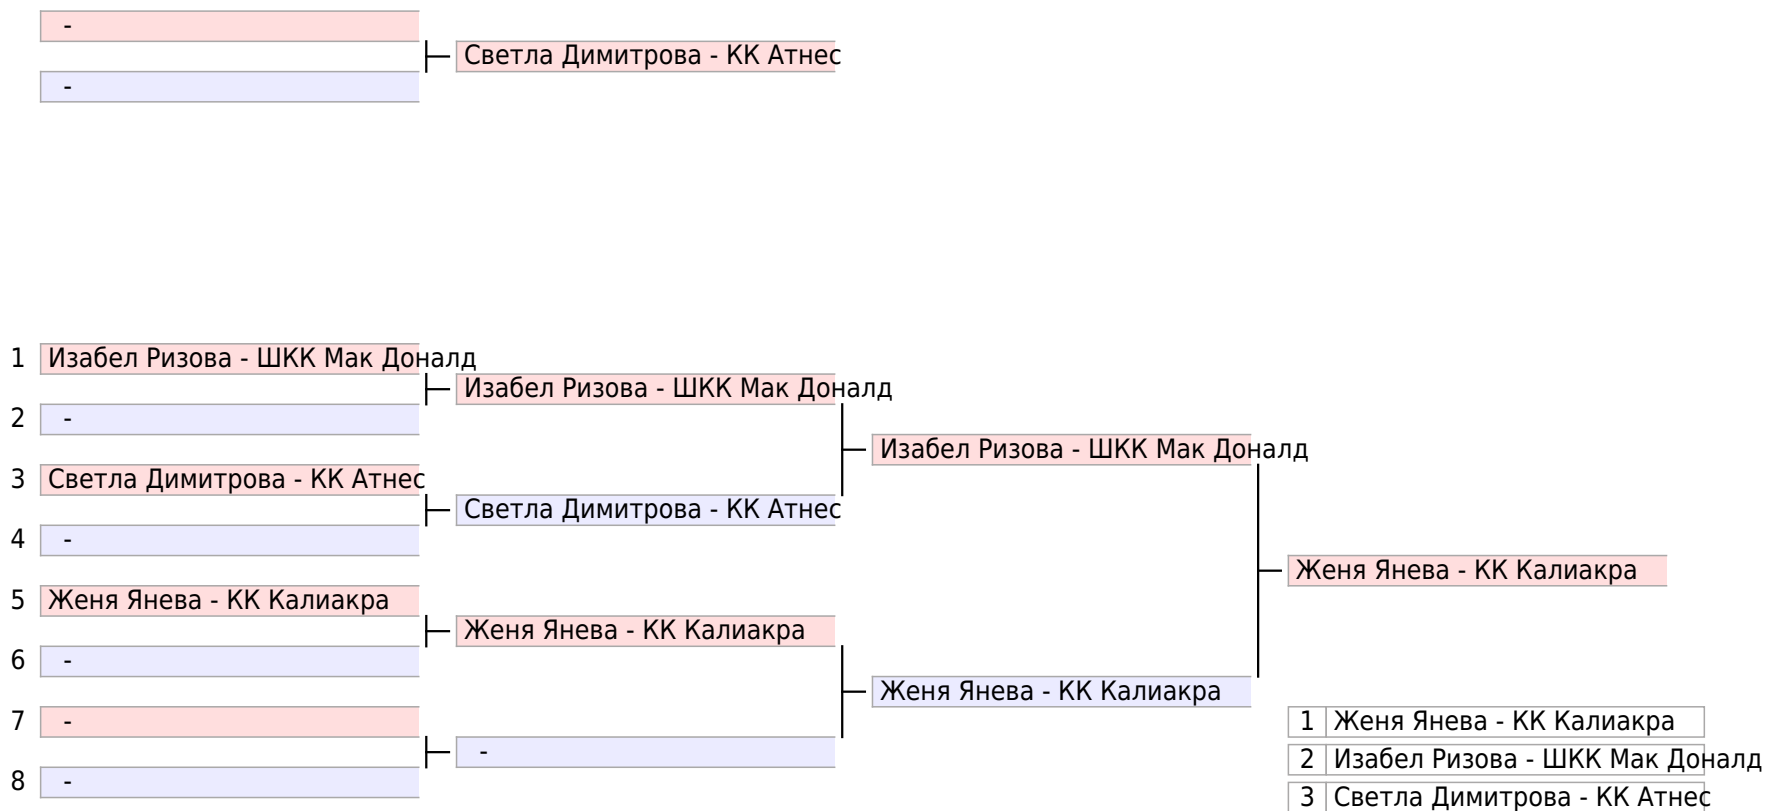 -
Светла Димитрова - КК Атнес
-
1 Изабел Ризова - ШКК Мак Доналд
Изабел Ризова - ШКК Мак Доналд
2 -
Изабел Ризова - ШКК Мак Доналд
3 Светла Димитрова - КК Атнес
Светла Димитрова - КК Атнес
4 -
Женя Янева - КК Калиакра
5 Женя Янева - КК Калиакра
Женя Янева - КК Калиакра
6 -
Женя Янева - КК Калиакра
7 -
1 Женя Янева - КК Калиакра
-
2 Изабел Ризова - ШКК Мак Доналд
8 -
3 Светла Димитрова - КК Атнес